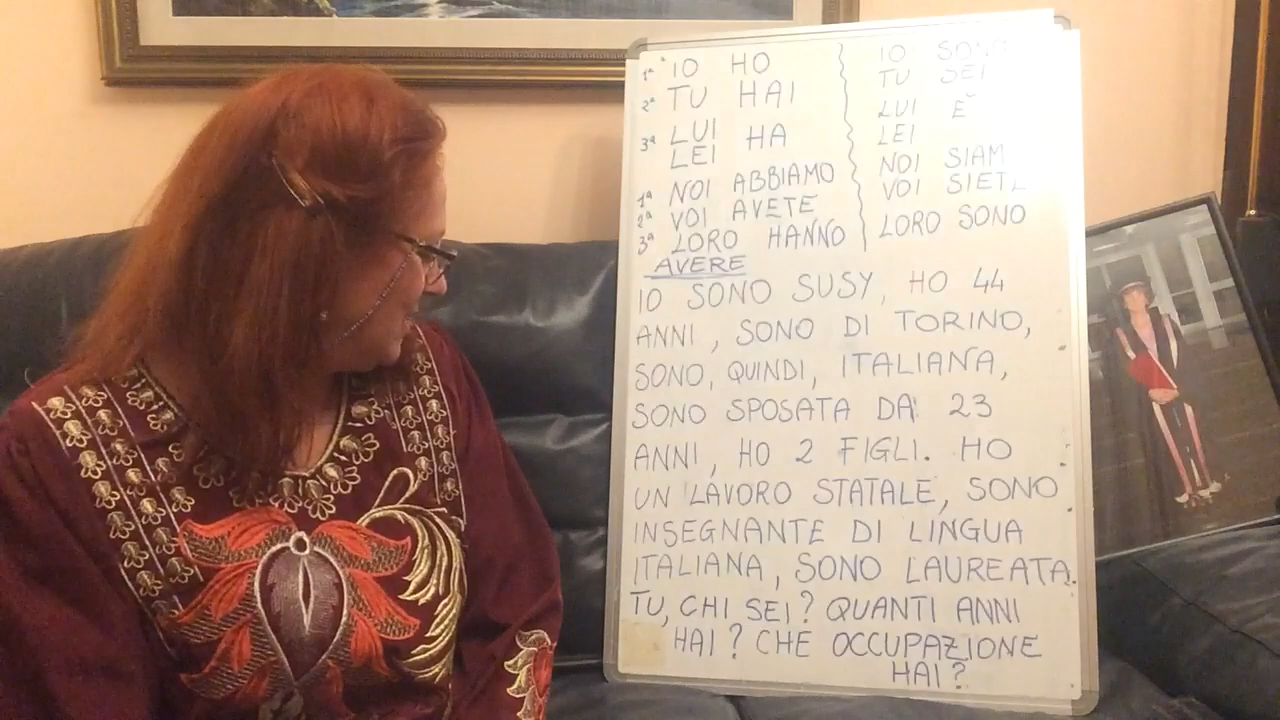 1ª IO HO
2ª TU HAI
3ª LUI HA
LEI
1ª NOI ABBIAMO
2ª VOI AVETE
3ª LORO HANNO
AVERE
IO SONO
TU SEI
LUI È
LEI
NOI SIAM
VOI SIETE
LORO SONO
IO SONO SUSY, HO 44
ANNI, SONO DI TORINO,
SONO, QUINDI, ITALIANA,
SONO SPOSATA DA 23
ANNI, HO 2 FIGLI. HO
UN LAVORO STATALE, SONO
INSEGNANTE DI LINGUA
ITALIANA, SONO LAUREATA.
TU, CHI SEI? QUANTI ANNI
HAI? CHE OCCUPAZIONE
HAI?